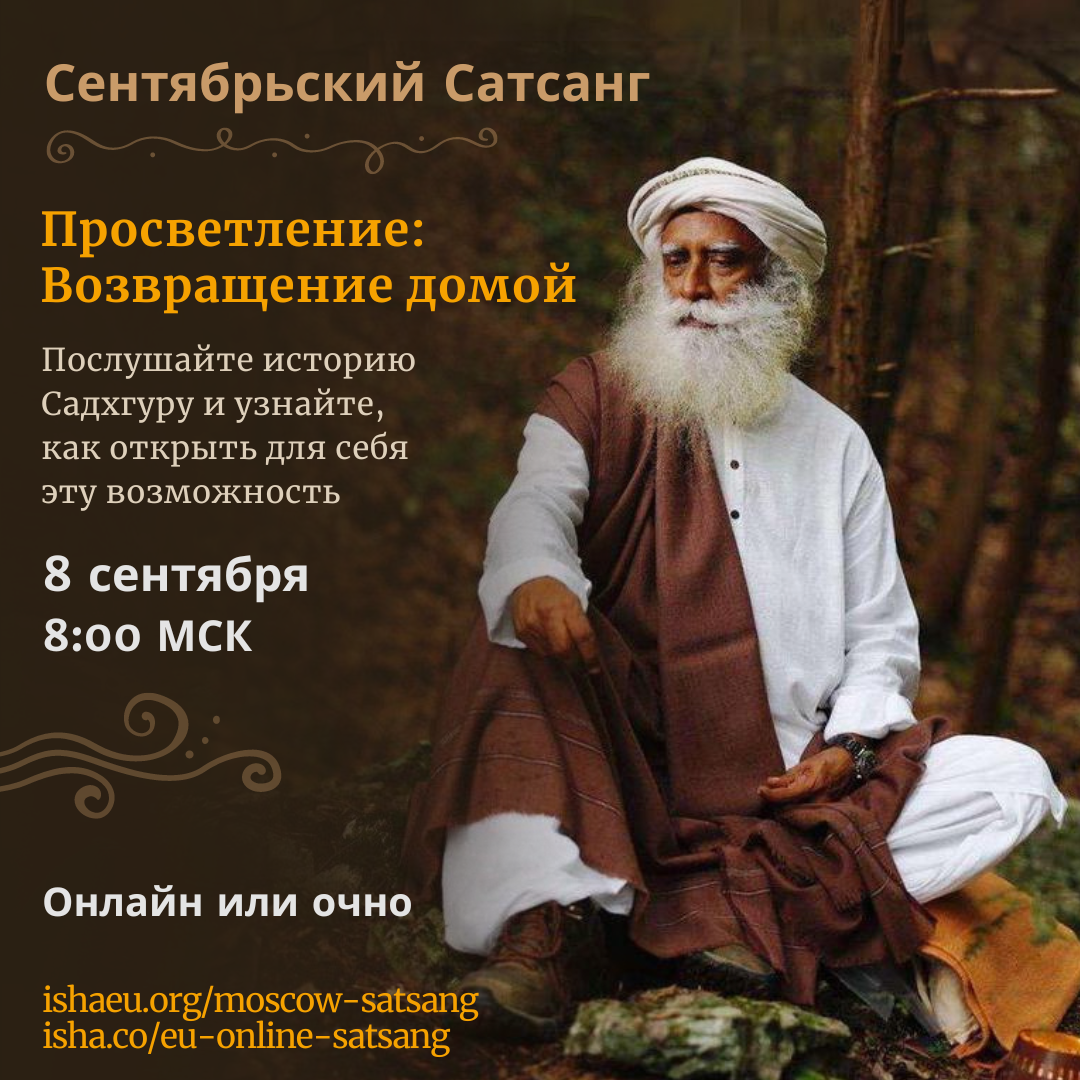 Сентябрьский Сатсанг
Просветление:
Возвращение домой
Послушайте историю
Садхгуру и узнайте,
как открыть для себя
эту возможность
8 сентября
8:00 МСК
Онлайн или очно
ishaeu.org/moscow-satsang
isha.co/eu-online-satsang